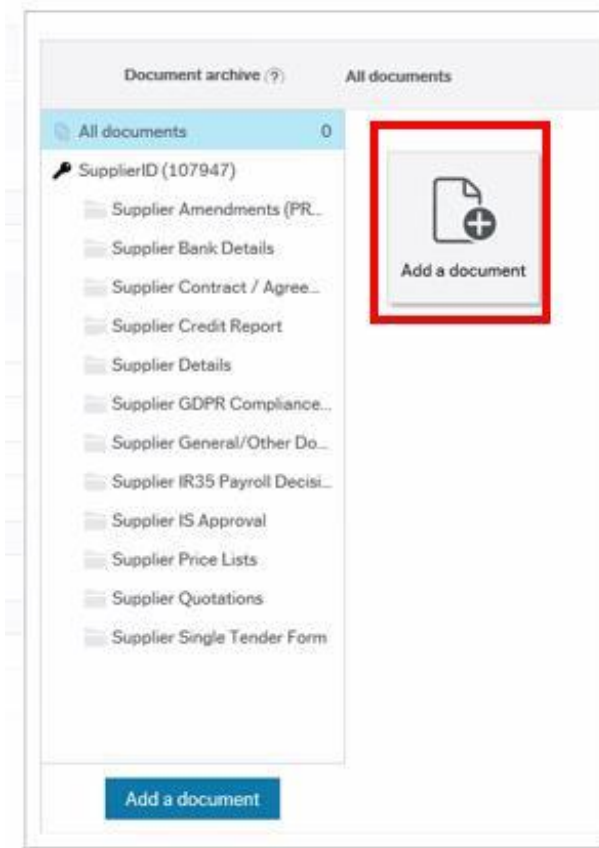 Document archive (?) All documents
All documents 0
SupplierID (107947)
Supplier Amendments (PR...
Supplier Bank Details
Supplier Contract / Agree...
Supplier Credit Report
Supplier Details
Supplier GDPR Compliance...
Supplier General/Other Do...
Supplier IR35 Payroll Decisi...
Supplier IS Approval
Supplier Price Lists
Supplier Quotations
Supplier Single Tender Form
Add a document
Add a document